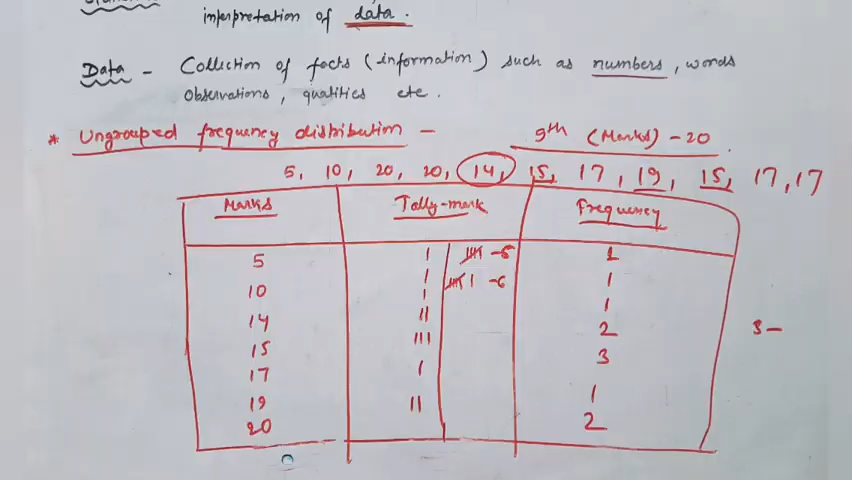 interpretation of data.
Data - Collection of facts (information) such as numbers, words
observations, qualities etc.
* Ungrouped frequency distribution - 9th (Marks) - 20
5, 10, 20, 20, 14, 15, 17, 19, 15, 17, 17
Marks Tally-mark Frequency
5 | |||| -5 1
10 | |||| | -6 1
14 | 1
15 || 2 3-
17 ||| 3
19 | 1
20 || 2